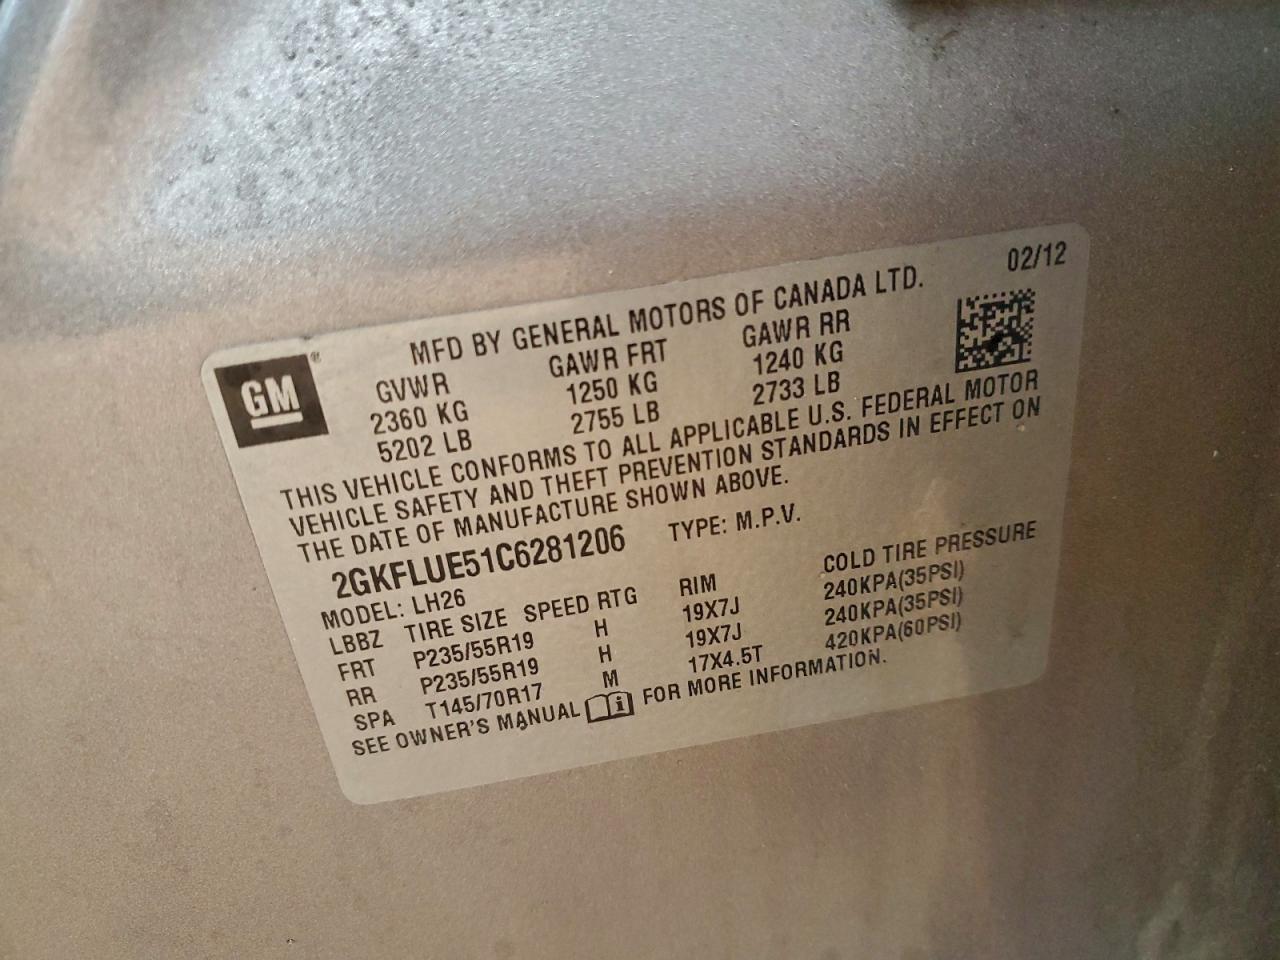 02/12
MFD BY GENERAL MOTORS OF CANADA LTD.
GM ®
GVWR GAWR FRT GAWR RR
2360 KG 1250 KG 1240 KG
5202 LB 2755 LB 2733 LB
THIS VEHICLE CONFORMS TO ALL APPLICABLE U.S. FEDERAL MOTOR
VEHICLE SAFETY AND THEFT PREVENTION STANDARDS IN EFFECT ON
THE DATE OF MANUFACTURE SHOWN ABOVE.
2GKFLUE51C6281206 TYPE: M.P.V.
MODEL: LH26
LBBZ TIRE SIZE SPEED RTG RIM COLD TIRE PRESSURE
FRT P235/55R19 H 19X7J 240KPA(35PSI)
RR P235/55R19 H 19X7J 240KPA(35PSI)
SPA T145/70R17 M 17X4.5T 420KPA(60PSI)
SEE OWNER'S MANUAL i FOR MORE INFORMATION.